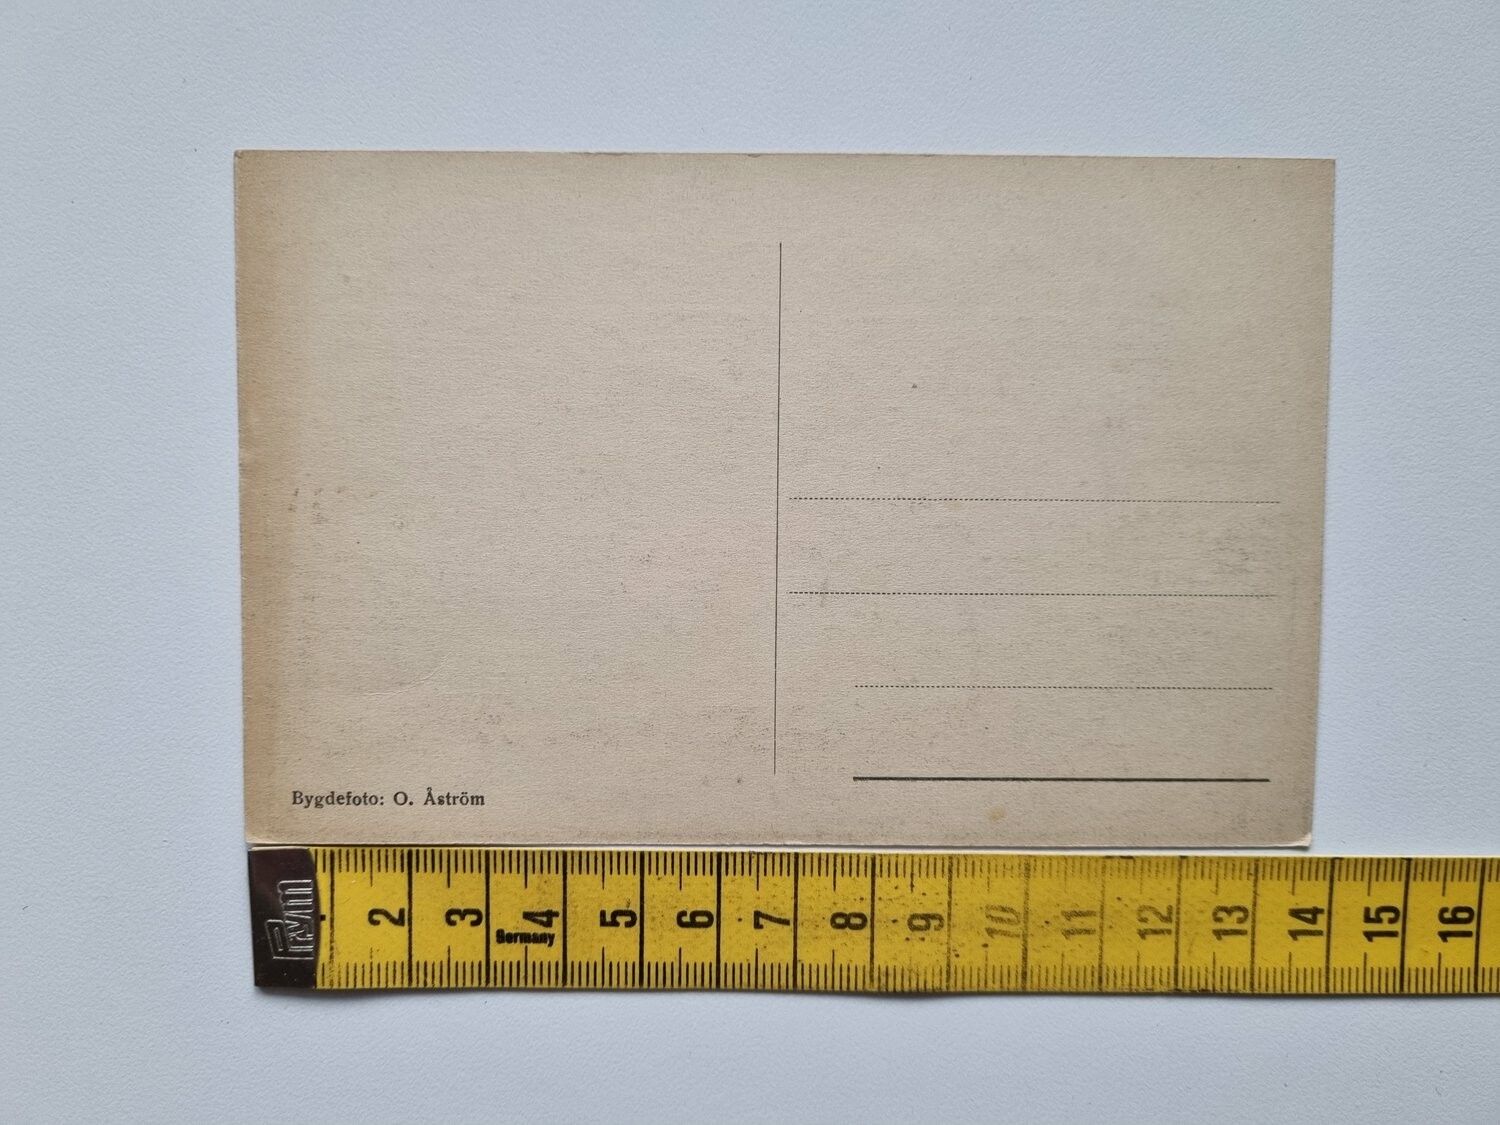 Bygdefoto: O. Åström
Prym
2 3 4 5 6 7 8 9 10 11 12 13 14 15 16
Germany